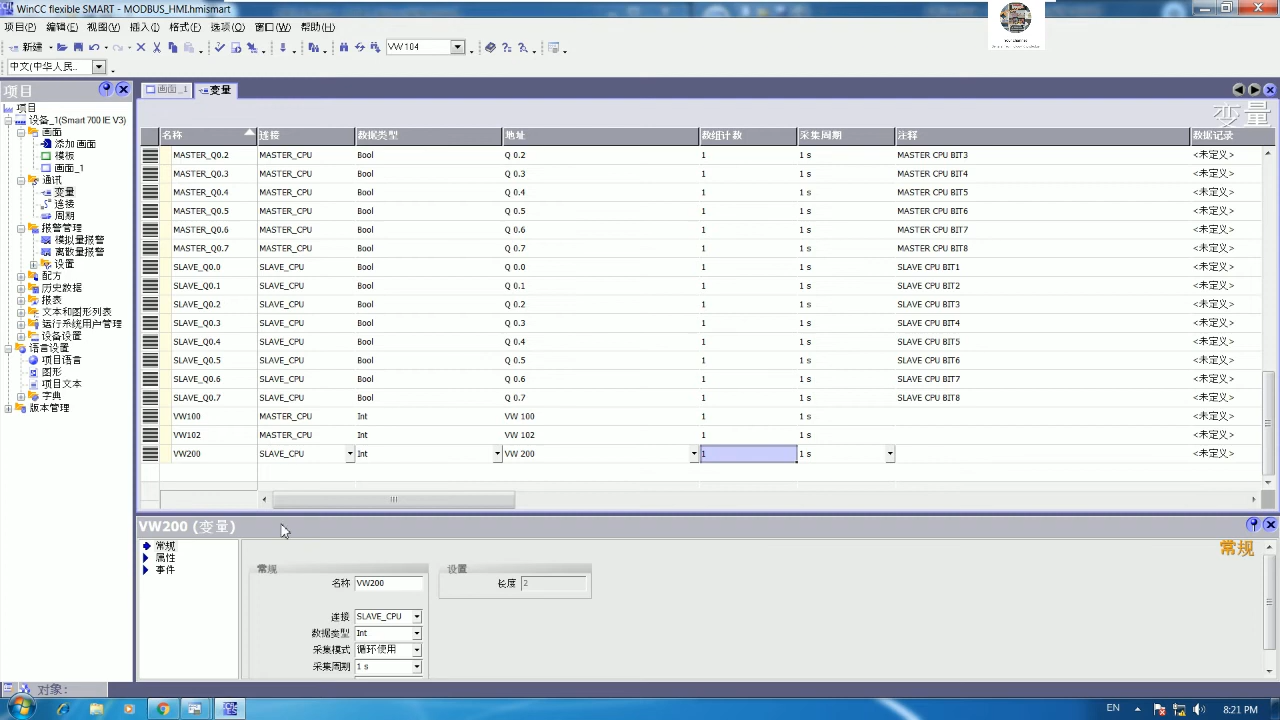 WinCC flexible SMART - MODBUS_HMI.hmismart
项目(P) 编辑(E) 视图(V) 插入(I) 格式(F) 选项(O) 窗口(W) 帮助(H)
新建 VW104
中文(中华人民..
项目
画面_1 变量
变量
项目
设备_1(Smart 700 IE V3)
画面
添加 画面
模板
画面_1
通讯
变量
连接
周期
报警管理
模拟量报警
离散量报警
设置
配方
历史数据
报表
文本和图形列表
运行系统用户管理
设备设置
语言设置
项目语言
图形
项目文本
字典
版本管理
名称 连接 数据类型 地址 数组计数 采集周期 注释 数据记录
MASTER_Q0.2 MASTER_CPU Bool Q 0.2 1 1 s MASTER CPU BIT3 <未定义>
MASTER_Q0.3 MASTER_CPU Bool Q 0.3 1 1 s MASTER CPU BIT4 <未定义>
MASTER_Q0.4 MASTER_CPU Bool Q 0.4 1 1 s MASTER CPU BIT5 <未定义>
MASTER_Q0.5 MASTER_CPU Bool Q 0.5 1 1 s MASTER CPU BIT6 <未定义>
MASTER_Q0.6 MASTER_CPU Bool Q 0.6 1 1 s MASTER CPU BIT7 <未定义>
MASTER_Q0.7 MASTER_CPU Bool Q 0.7 1 1 s MASTER CPU BIT8 <未定义>
SLAVE_Q0.0 SLAVE_CPU Bool Q 0.0 1 1 s SLAVE CPU BIT1 <未定义>
SLAVE_Q0.1 SLAVE_CPU Bool Q 0.1 1 1 s SLAVE CPU BIT2 <未定义>
SLAVE_Q0.2 SLAVE_CPU Bool Q 0.2 1 1 s SLAVE CPU BIT3 <未定义>
SLAVE_Q0.3 SLAVE_CPU Bool Q 0.3 1 1 s SLAVE CPU BIT4 <未定义>
SLAVE_Q0.4 SLAVE_CPU Bool Q 0.4 1 1 s SLAVE CPU BIT5 <未定义>
SLAVE_Q0.5 SLAVE_CPU Bool Q 0.5 1 1 s SLAVE CPU BIT6 <未定义>
SLAVE_Q0.6 SLAVE_CPU Bool Q 0.6 1 1 s SLAVE CPU BIT7 <未定义>
SLAVE_Q0.7 SLAVE_CPU Bool Q 0.7 1 1 s SLAVE CPU BIT8 <未定义>
VW100 MASTER_CPU Int VW 100 1 1 s <未定义>
VW102 MASTER_CPU Int VW 102 1 1 s <未定义>
VW200 SLAVE_CPU Int VW 200 1 1 s <未定义>
VW200 (变量)
常规
属性
事件
常规
常规 设置
名称 VW200 长度 2
连接 SLAVE_CPU
数据类型 Int
采集模式 循环使用
采集周期 1 s
对象:
EN 8:21 PM